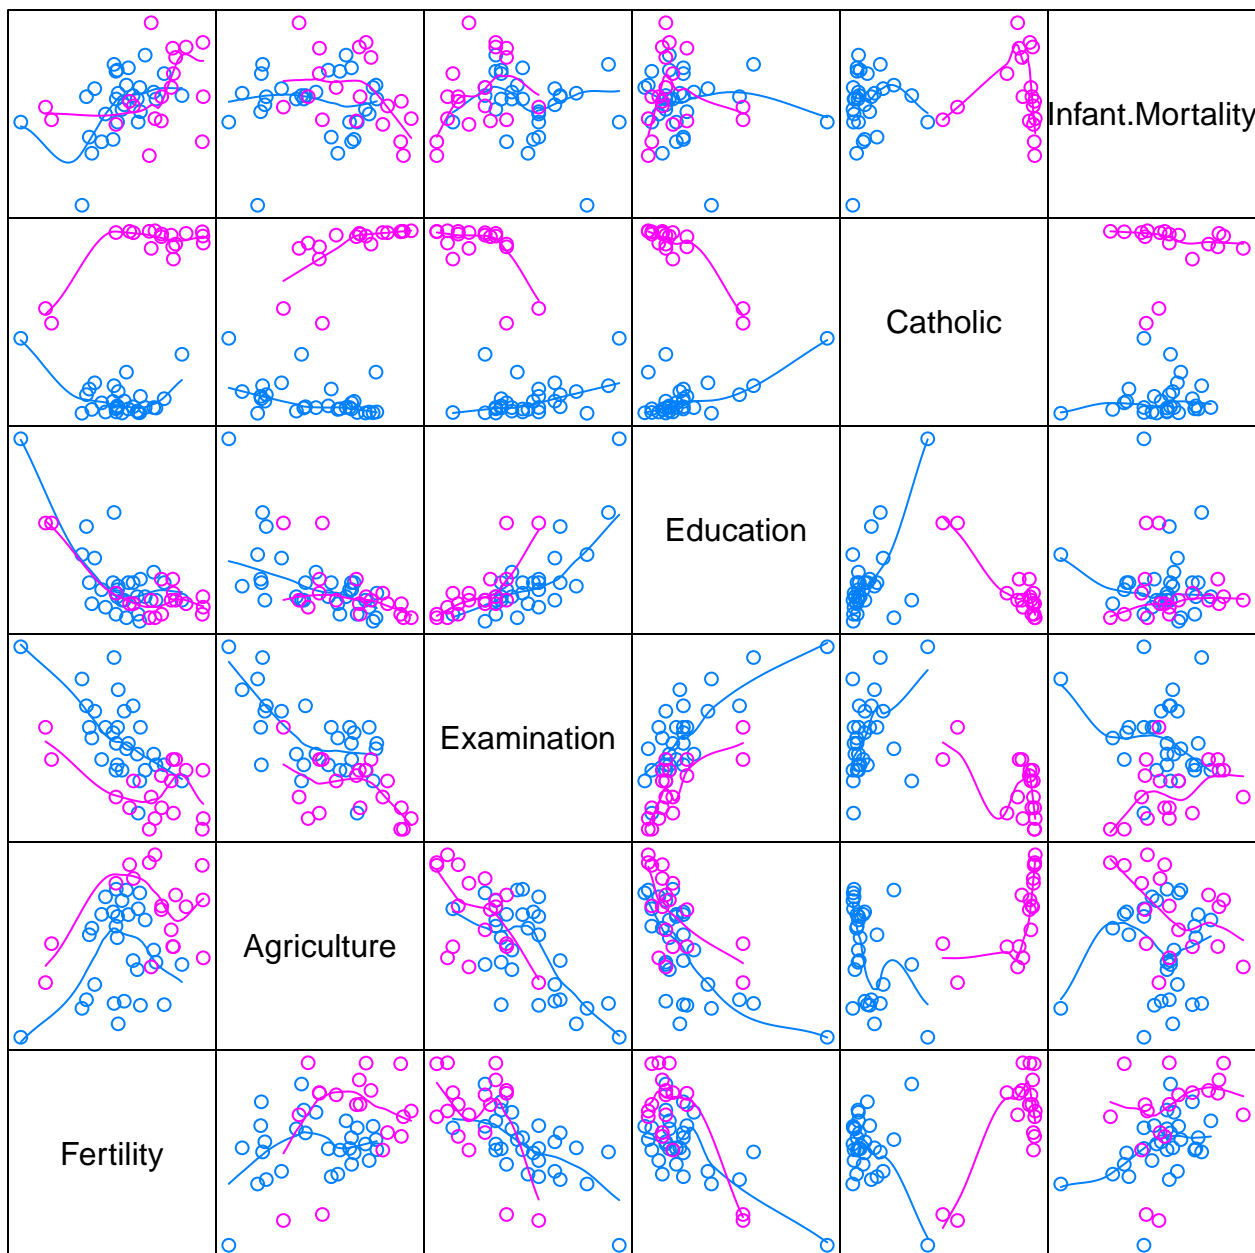 Infant.Mortality
Catholic
Education
Examination
Agriculture
Fertility